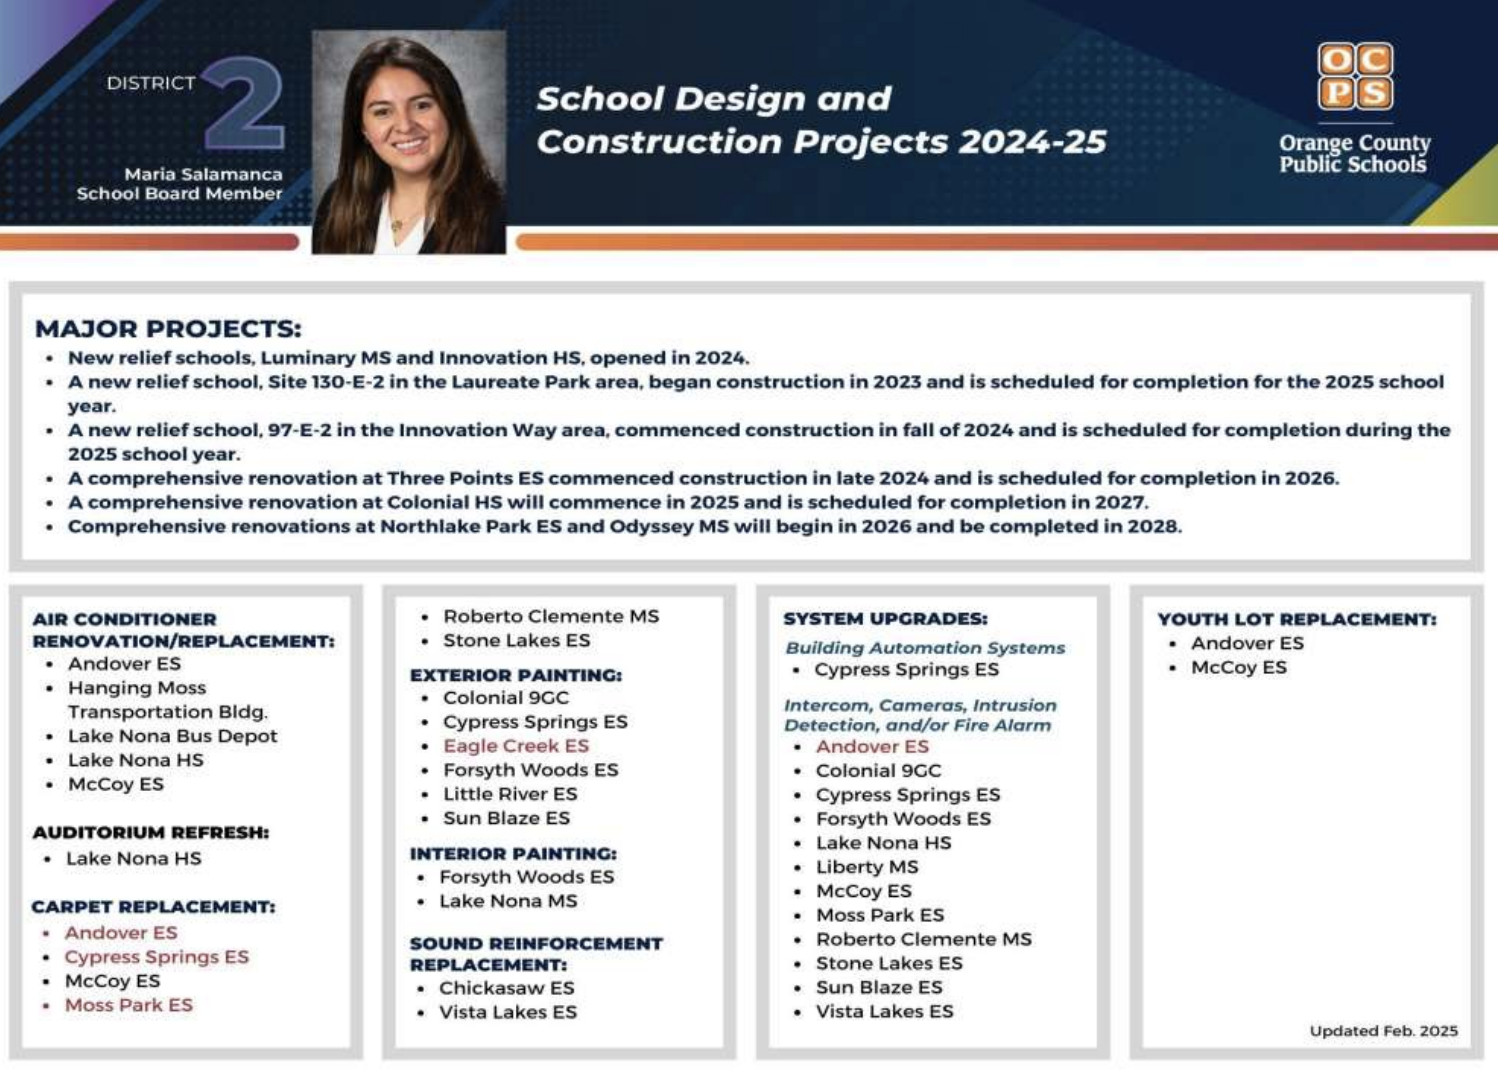 DISTRICT 2
Maria Salamanca
School Board Member
School Design and
Construction Projects 2024-25
O C
P S
Orange County
Public Schools
MAJOR PROJECTS:
• New relief schools, Luminary MS and Innovation HS, opened in 2024.
• A new relief school, Site 130-E-2 in the Laureate Park area, began construction in 2023 and is scheduled for completion for the 2025 school
year.
• A new relief school, 97-E-2 in the Innovation Way area, commenced construction in fall of 2024 and is scheduled for completion during the
2025 school year.
• A comprehensive renovation at Three Points ES commenced construction in late 2024 and is scheduled for completion in 2026.
• A comprehensive renovation at Colonial HS will commence in 2025 and is scheduled for completion in 2027.
• Comprehensive renovations at Northlake Park ES and Odyssey MS will begin in 2026 and be completed in 2028.
AIR CONDITIONER
RENOVATION/REPLACEMENT:
• Andover ES
• Hanging Moss
Transportation Bldg.
• Lake Nona Bus Depot
• Lake Nona HS
• McCoy ES
AUDITORIUM REFRESH:
• Lake Nona HS
CARPET REPLACEMENT:
• Andover ES
• Cypress Springs ES
• McCoy ES
• Moss Park ES
• Roberto Clemente MS
• Stone Lakes ES
EXTERIOR PAINTING:
• Colonial 9GC
• Cypress Springs ES
• Eagle Creek ES
• Forsyth Woods ES
• Little River ES
• Sun Blaze ES
INTERIOR PAINTING:
• Forsyth Woods ES
• Lake Nona MS
SOUND REINFORCEMENT
REPLACEMENT:
• Chickasaw ES
• Vista Lakes ES
SYSTEM UPGRADES:
Building Automation Systems
• Cypress Springs ES
Intercom, Cameras, Intrusion
Detection, and/or Fire Alarm
• Andover ES
• Colonial 9GC
• Cypress Springs ES
• Forsyth Woods ES
• Lake Nona HS
• Liberty MS
• McCoy ES
• Moss Park ES
• Roberto Clemente MS
• Stone Lakes ES
• Sun Blaze ES
• Vista Lakes ES
YOUTH LOT REPLACEMENT:
• Andover ES
• McCoy ES
Updated Feb. 2025